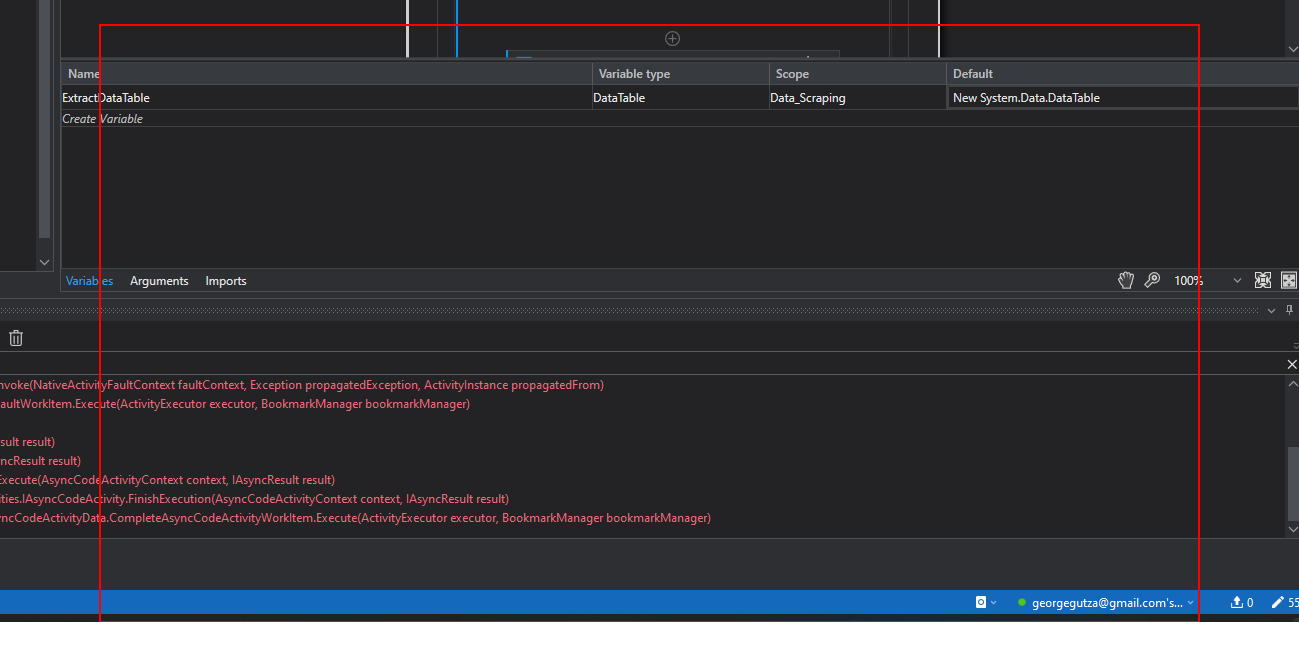 Name Variable type Scope Default
ExtractDataTable DataTable Data_Scraping New System.Data.DataTable
Create Variable
Variables Arguments Imports 100%
nvoke(NativeActivityFaultContext faultContext, Exception propagatedException, ActivityInstance propagatedFrom)
aultWorkItem.Execute(ActivityExecutor executor, BookmarkManager bookmarkManager)
sult result)
ncResult result)
Execute(AsyncCodeActivityContext context, IAsyncResult result)
ties.IAsyncCodeActivity.FinishExecution(AsyncCodeActivityContext context, IAsyncResult result)
yncCodeActivityData.CompleteAsyncCodeActivityWorkItem.Execute(ActivityExecutor executor, BookmarkManager bookmarkManager)
georgegutza@gmail.com's... 0 55